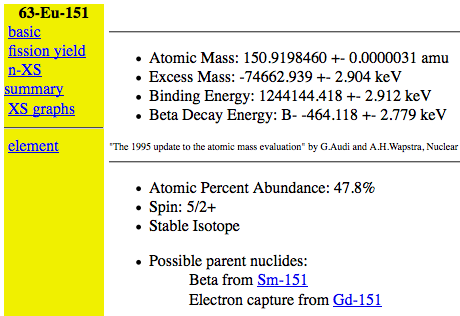 63-Eu-151
basic
fission yield
n-XS
summary
XS graphs
element
Atomic Mass: 150.9198460 +- 0.0000031 amu
Excess Mass: -74662.939 +- 2.904 keV
Binding Energy: 1244144.418 +- 2.912 keV
Beta Decay Energy: B- -464.118 +- 2.779 keV
"The 1995 update to the atomic mass evaluation" by G.Audi and A.H.Wapstra, Nuclear
Atomic Percent Abundance: 47.8%
Spin: 5/2+
Stable Isotope
Possible parent nuclides:
Beta from Sm-151
Electron capture from Gd-151